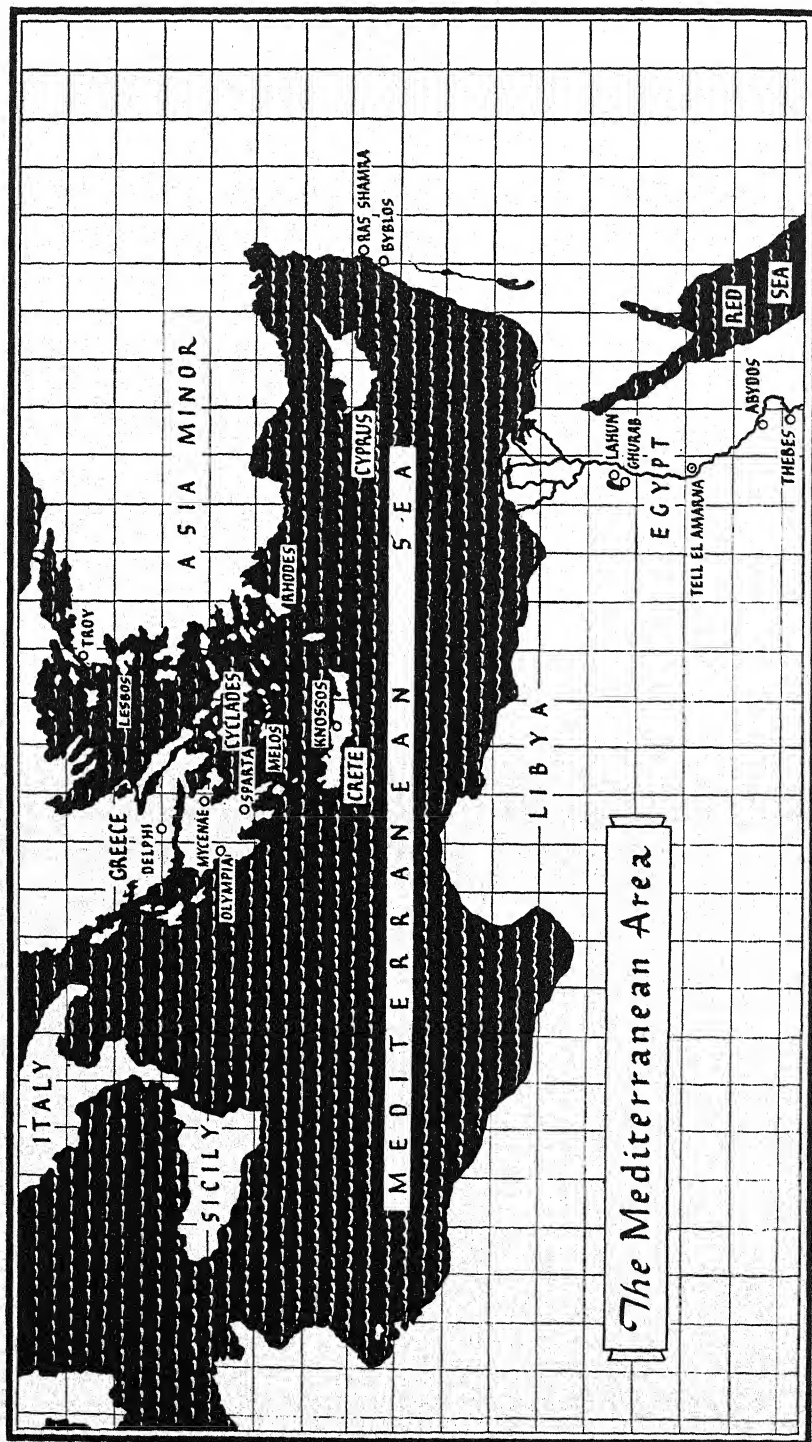 ITALY
SICILY
GREECE
DELPHI
MYCENAE
OLYMPIA
SPARTA
CYCLADES
MELOS
LESBOS
TROY
ASIA MINOR
RHODES
KNOSSOS
CRETE
CYPRUS
RAS SHAMRA
BYBLOS
MEDITERRANEAN SEA
LIBYA
EGYPT
LAHUN
GHURAB
TELL EL AMARNA
ABYDOS
THEBES
RED
SEA
The Mediterranean Area